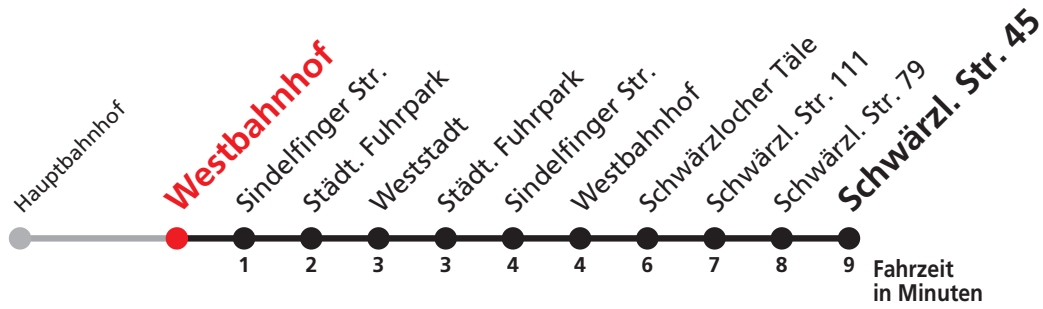 Hauptbahnhof
Westbahnhof
Sindelfinger Str.
Städt. Fuhrpark
Weststadt
Städt. Fuhrpark
Sindelfinger Str.
Westbahnhof
Schwärzlocher Täle
Schwärzl. Str. 111
Schwärzl. Str. 79
Schwärzl. Str. 45
1 2 3 3 4 4 6 7 8 9
Fahrzeit
in Minuten